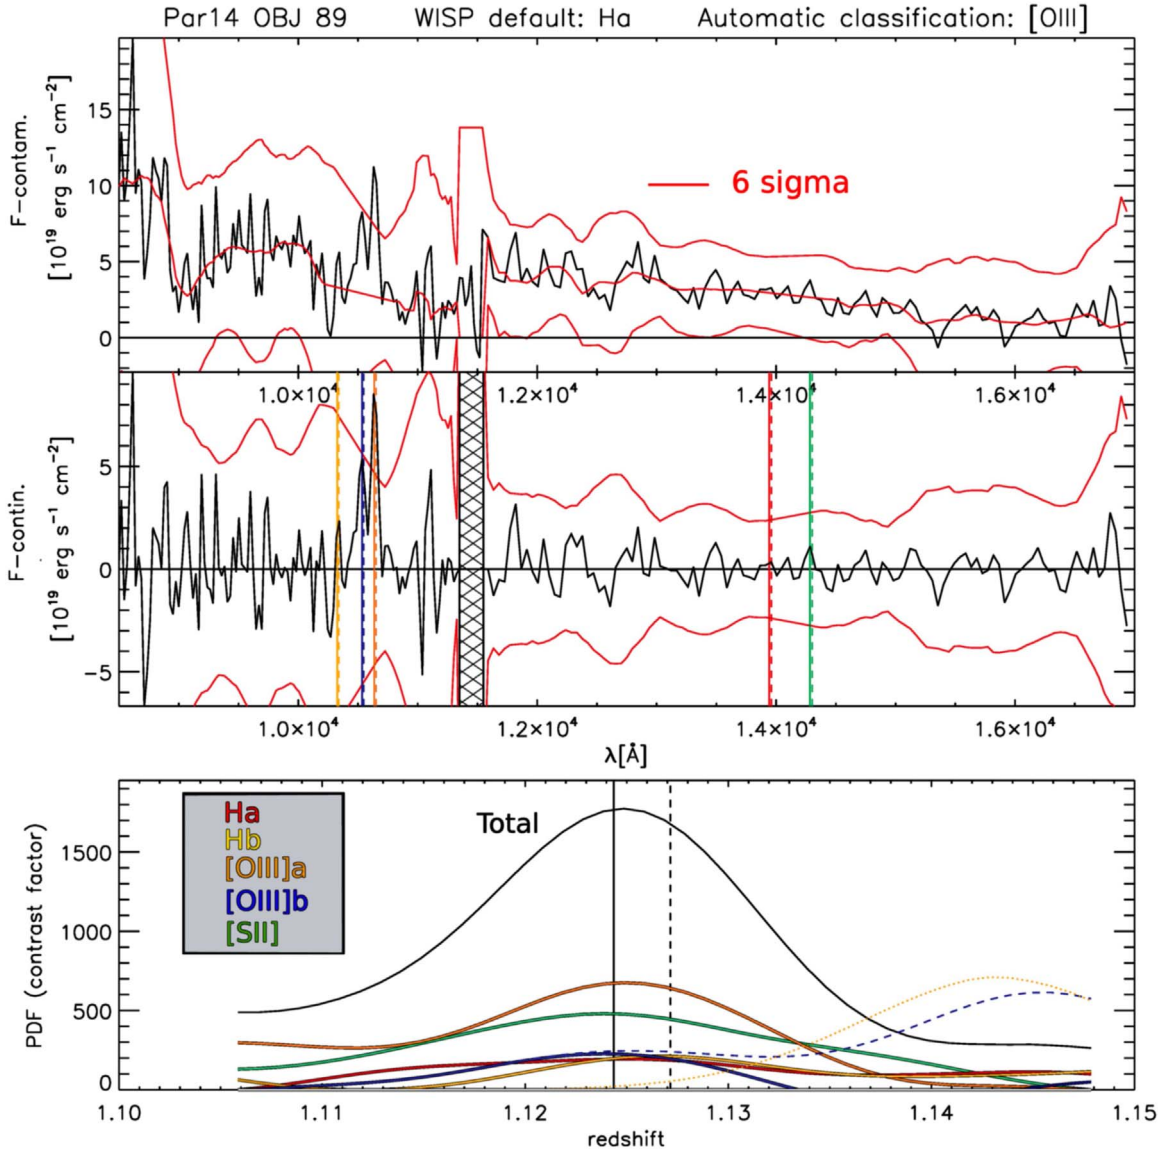 Par14 OBJ 89 WISP default: Ha Automatic classification: [OIII]
F-contam.
[10¹⁹ erg s⁻¹ cm⁻²]
15
10
5
0
6 sigma
1.0×10⁴ 1.2×10⁴ 1.4×10⁴ 1.6×10⁴
F-contin.
[10¹⁹ erg s⁻¹ cm⁻²]
5
0
-5
1.0×10⁴ 1.2×10⁴ 1.4×10⁴ 1.6×10⁴
λ[Å]
PDF (contrast factor)
1500
1000
500
0
Ha
Hb
[OIII]a
[OIII]b
[SII]
Total
1.10 1.11 1.12 1.13 1.14 1.15
redshift